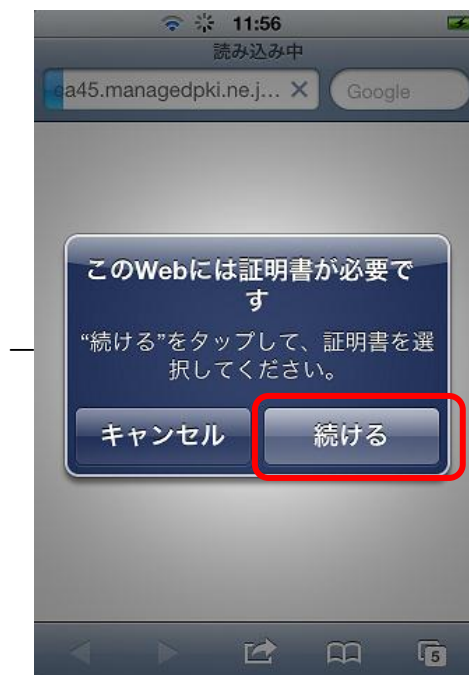 11:56
読み込み中
ca45.managedpki.ne.j...
Google
このWebには証明書が必要で
す
“続ける”をタップして、証明書を選
択してください。
キャンセル
続ける
5